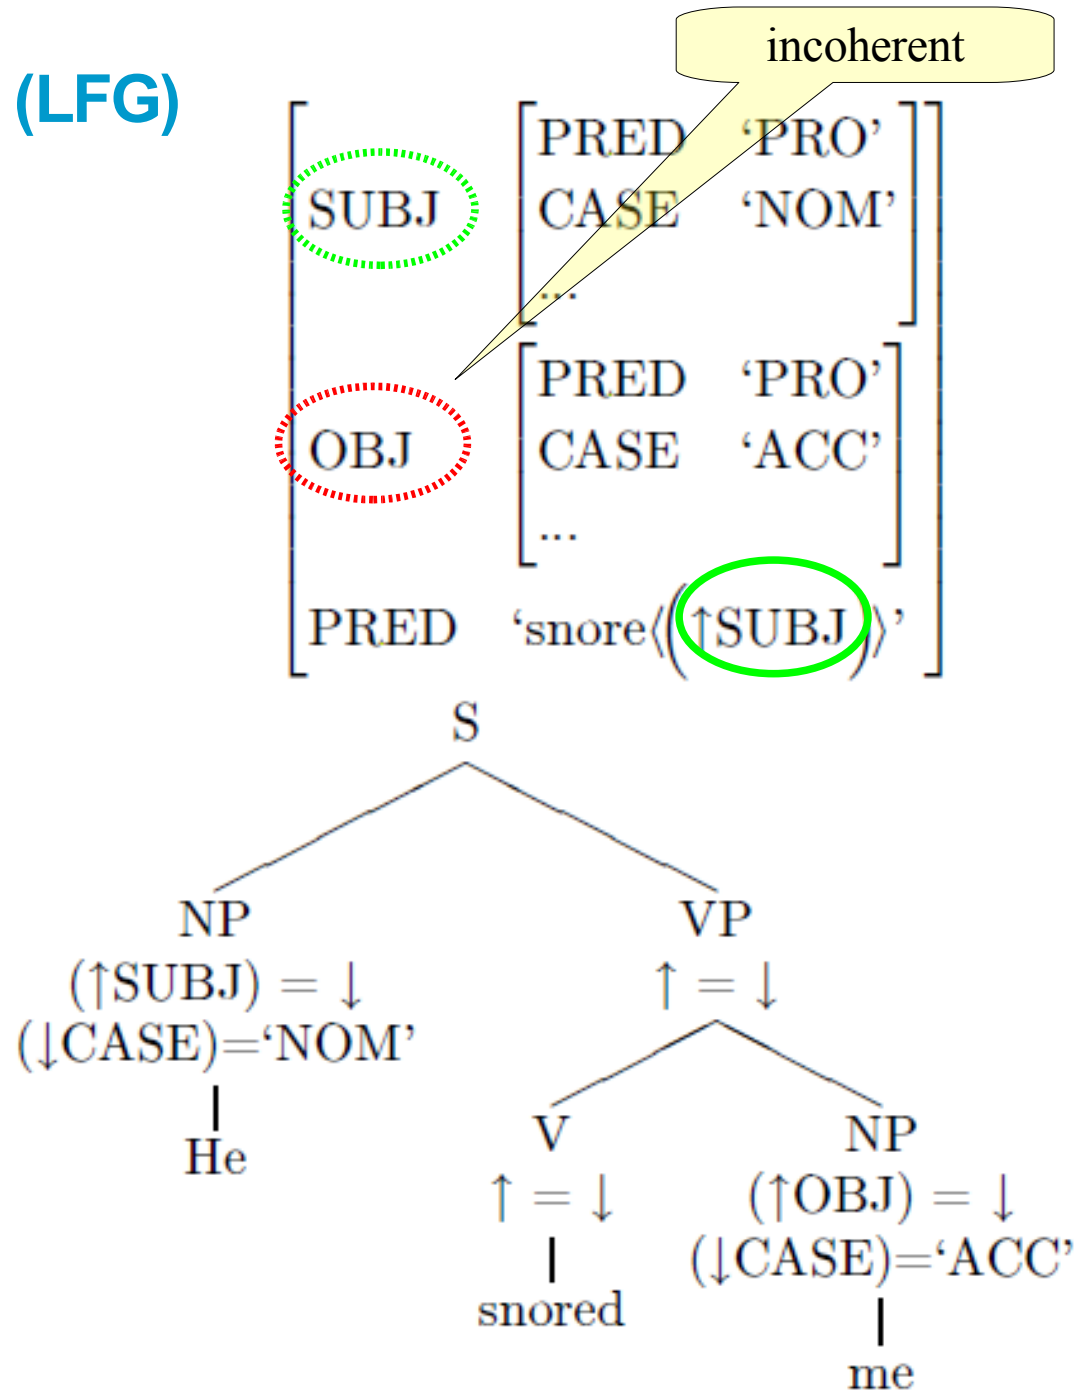 incoherent
(LFG)
PRED ‘PRO’
SUBJ CASE ‘NOM’
...
PRED ‘PRO’
OBJ CASE ‘ACC’
...
PRED ‘snore⟨(↑SUBJ)⟩’
S
NP VP
(↑SUBJ) = ↓ ↑ = ↓
(↓CASE)=‘NOM’
He
V NP
↑ = ↓ (↑OBJ) = ↓
(↓CASE)=‘ACC’
snored
me